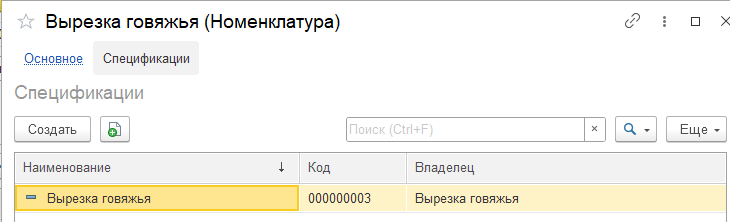 Вырезка говяжья (Номенклатура)
Основное Спецификации
Спецификации
Создать Поиск (Ctrl+F) × Еще
Наименование ↓ Код Владелец
Вырезка говяжья 000000003 Вырезка говяжья